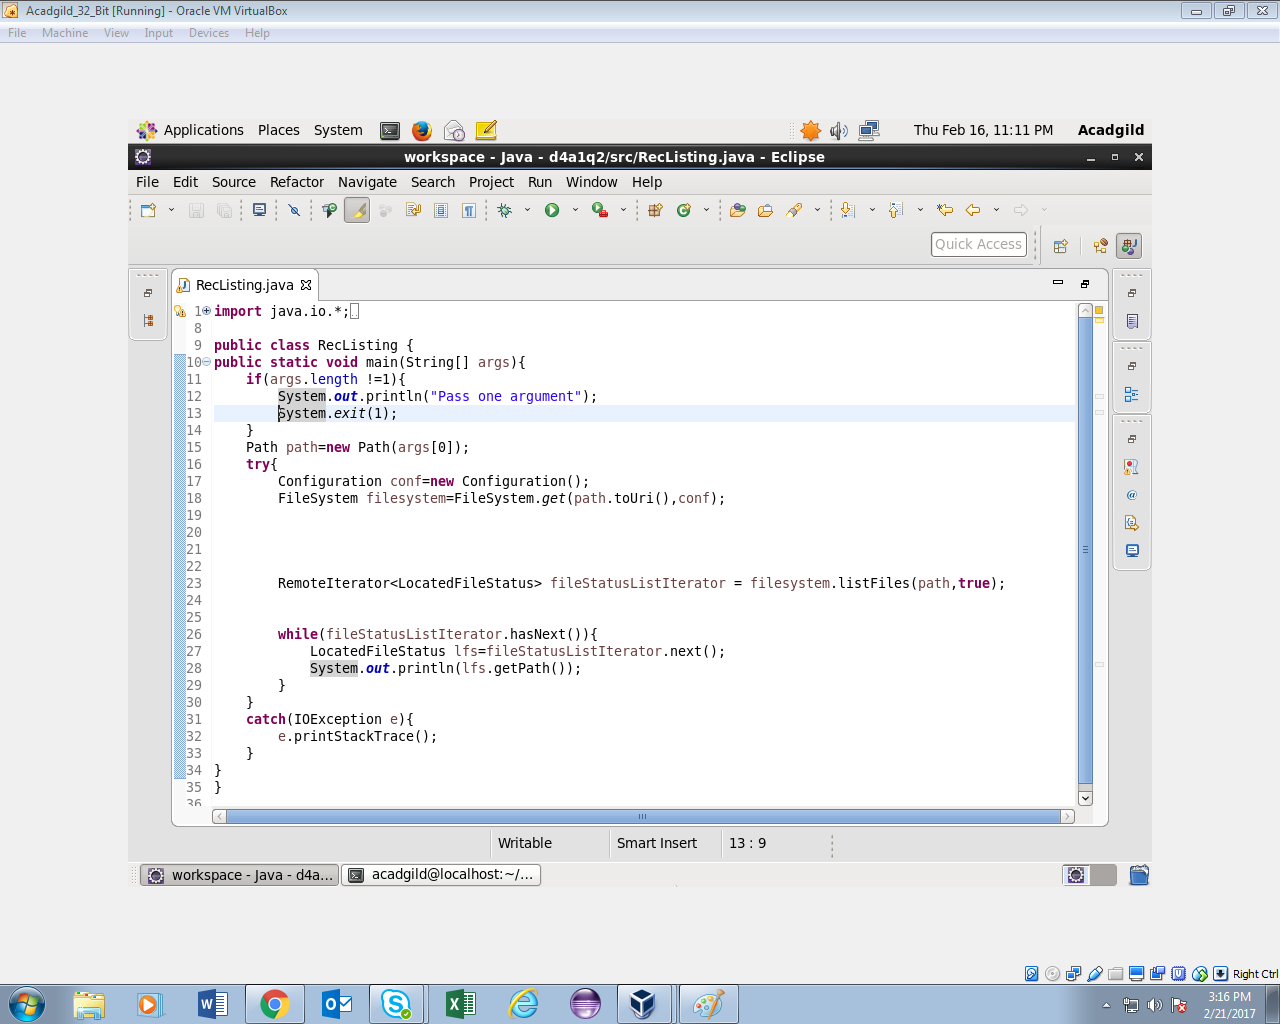 Acadgild_32_Bit [Running] - Oracle VM VirtualBox
File Machine View Input Devices Help
Applications Places System Thu Feb 16, 11:11 PM Acadgild
workspace - Java - d4a1q2/src/RecListing.java - Eclipse
File Edit Source Refactor Navigate Search Project Run Window Help
Quick Access
RecListing.java
1 import java.io.*;
8
9 public class RecListing {
10 public static void main(String[] args){
11 if(args.length !=1){
12 System.out.println("Pass one argument");
13 System.exit(1);
14 }
15 Path path=new Path(args[0]);
16 try{
17 Configuration conf=new Configuration();
18 FileSystem filesystem=FileSystem.get(path.toUri(),conf);
19
20
21
22
23 RemoteIterator<LocatedFileStatus> fileStatusListIterator = filesystem.listFiles(path,true);
24
25
26 while(fileStatusListIterator.hasNext()){
27 LocatedFileStatus lfs=fileStatusListIterator.next();
28 System.out.println(lfs.getPath());
29 }
30 }
31 catch(IOException e){
32 e.printStackTrace();
33 }
34 }
35 }
36
Writable Smart Insert 13 : 9
workspace - Java - d4a... acadgild@localhost:~/...
Right Ctrl
3:16 PM
2/21/2017